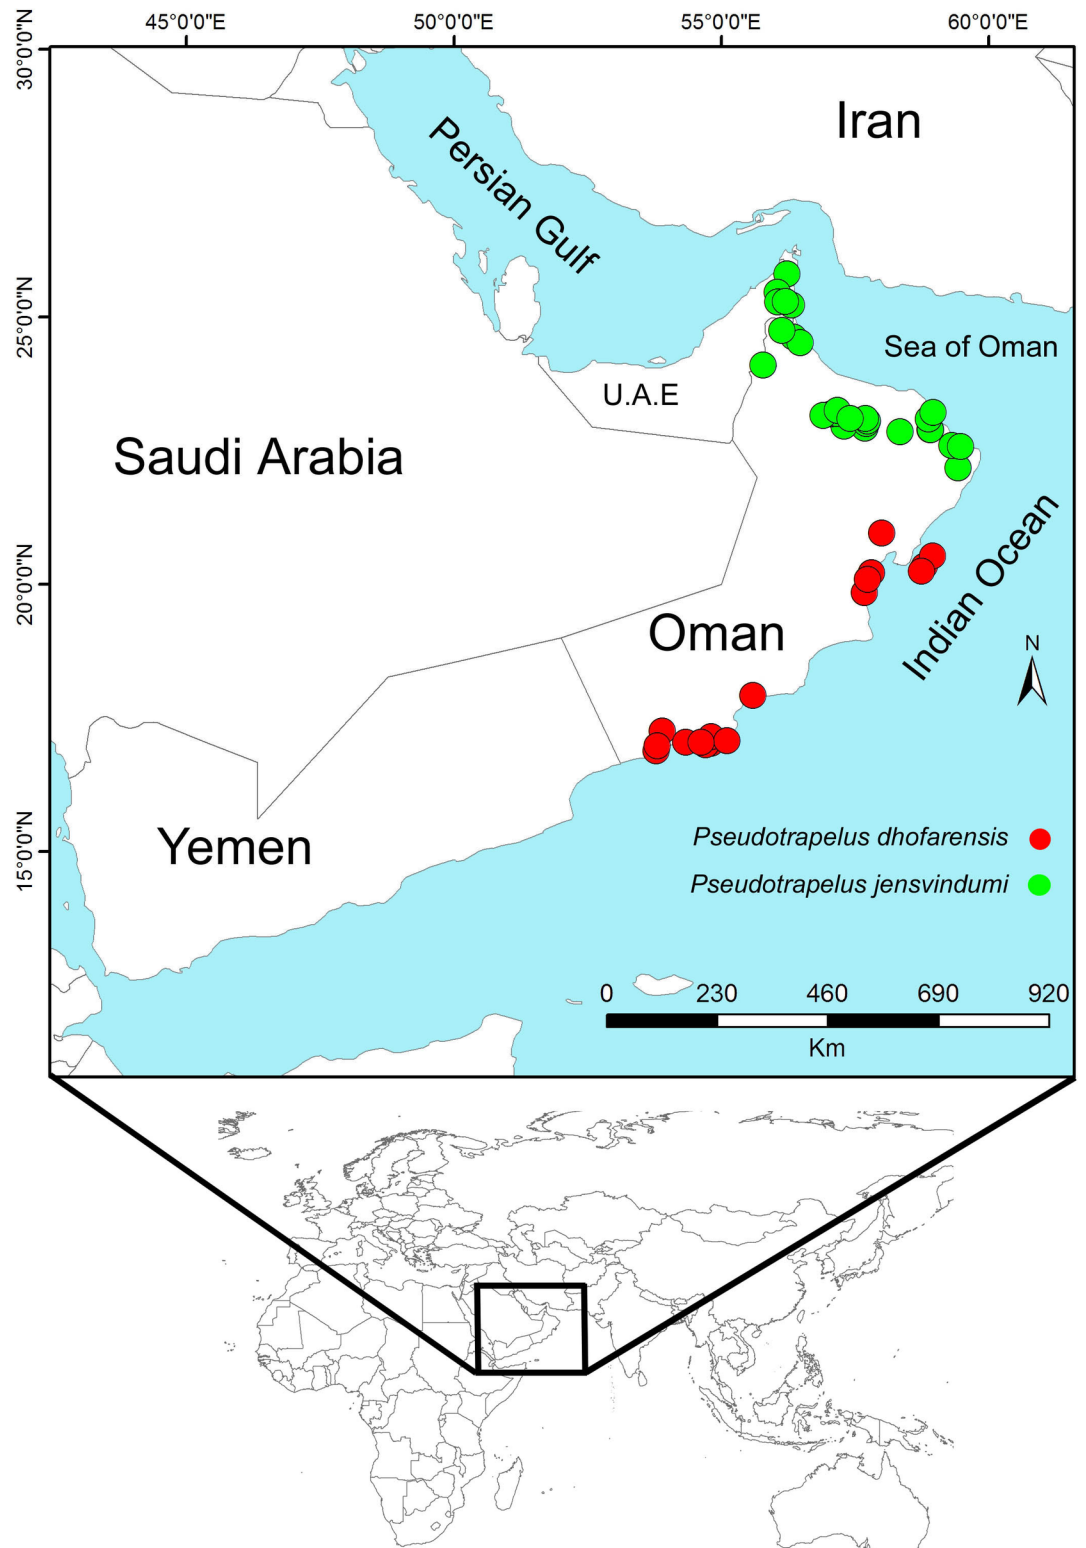 45°0'0"E 50°0'0"E 55°0'0"E 60°0'0"E
30°0'0"N
25°0'0"N
20°0'0"N
15°0'0"N
Iran
Persian Gulf
Sea of Oman
U.A.E
Saudi Arabia
Indian Ocean
Oman
N
Yemen
Pseudotrapelus dhofarensis
Pseudotrapelus jensvindumi
0 230 460 690 920
Km